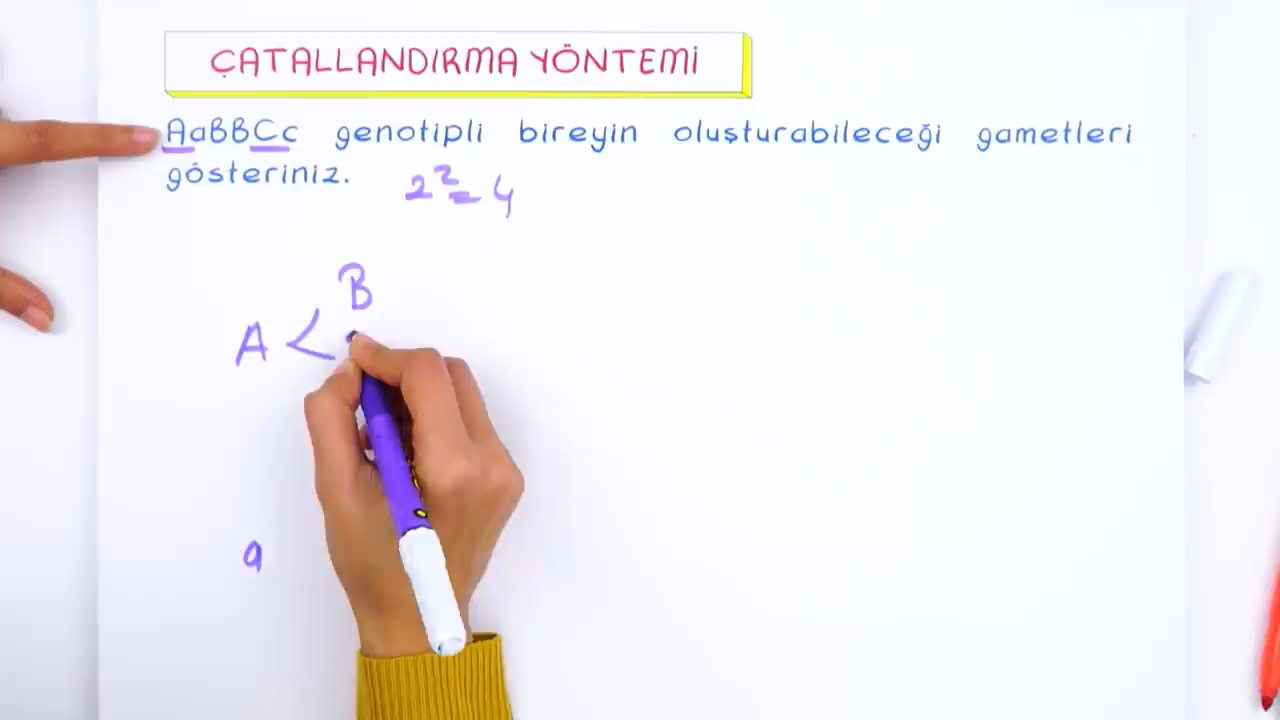 ÇATALLANDIRMA YÖNTEMİ
AaBBCc genotipli bireyin oluşturabileceği gametleri
gösteriniz. 2² = 4
B
A <
a